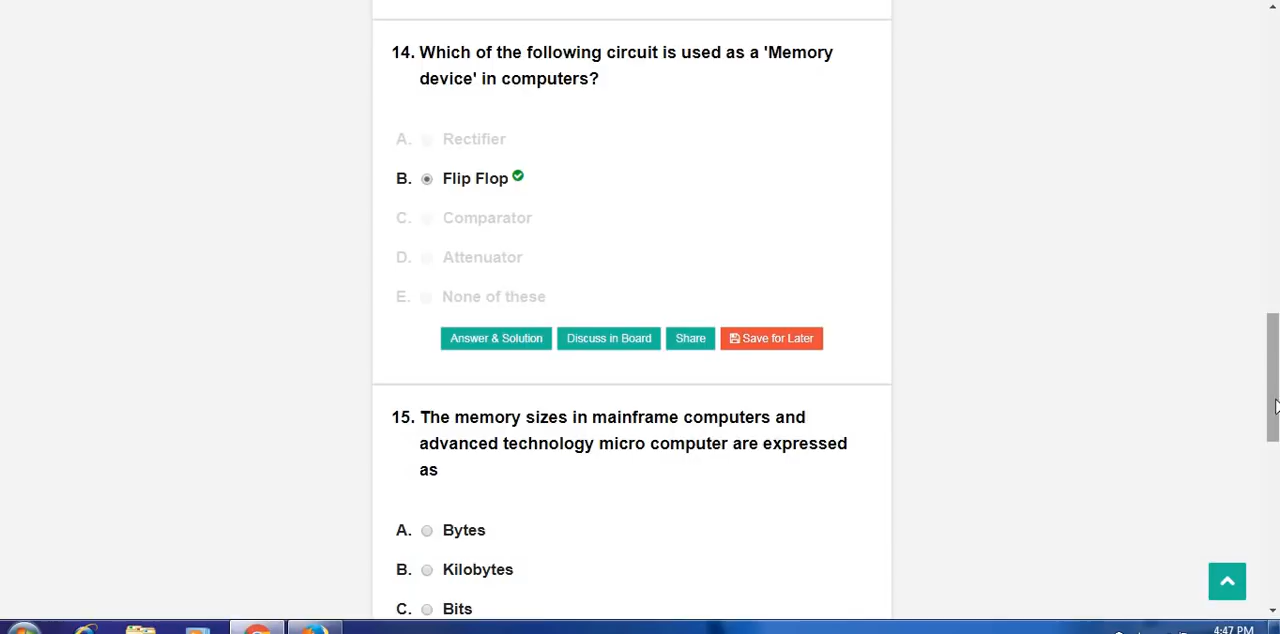 14. Which of the following circuit is used as a 'Memory
device' in computers?
A. Rectifier
B. Flip Flop
C. Comparator
D. Attenuator
E. None of these
Answer & Solution Discuss in Board Share Save for Later
15. The memory sizes in mainframe computers and
advanced technology micro computer are expressed
as
A. Bytes
B. Kilobytes
C. Bits
4:47 PM